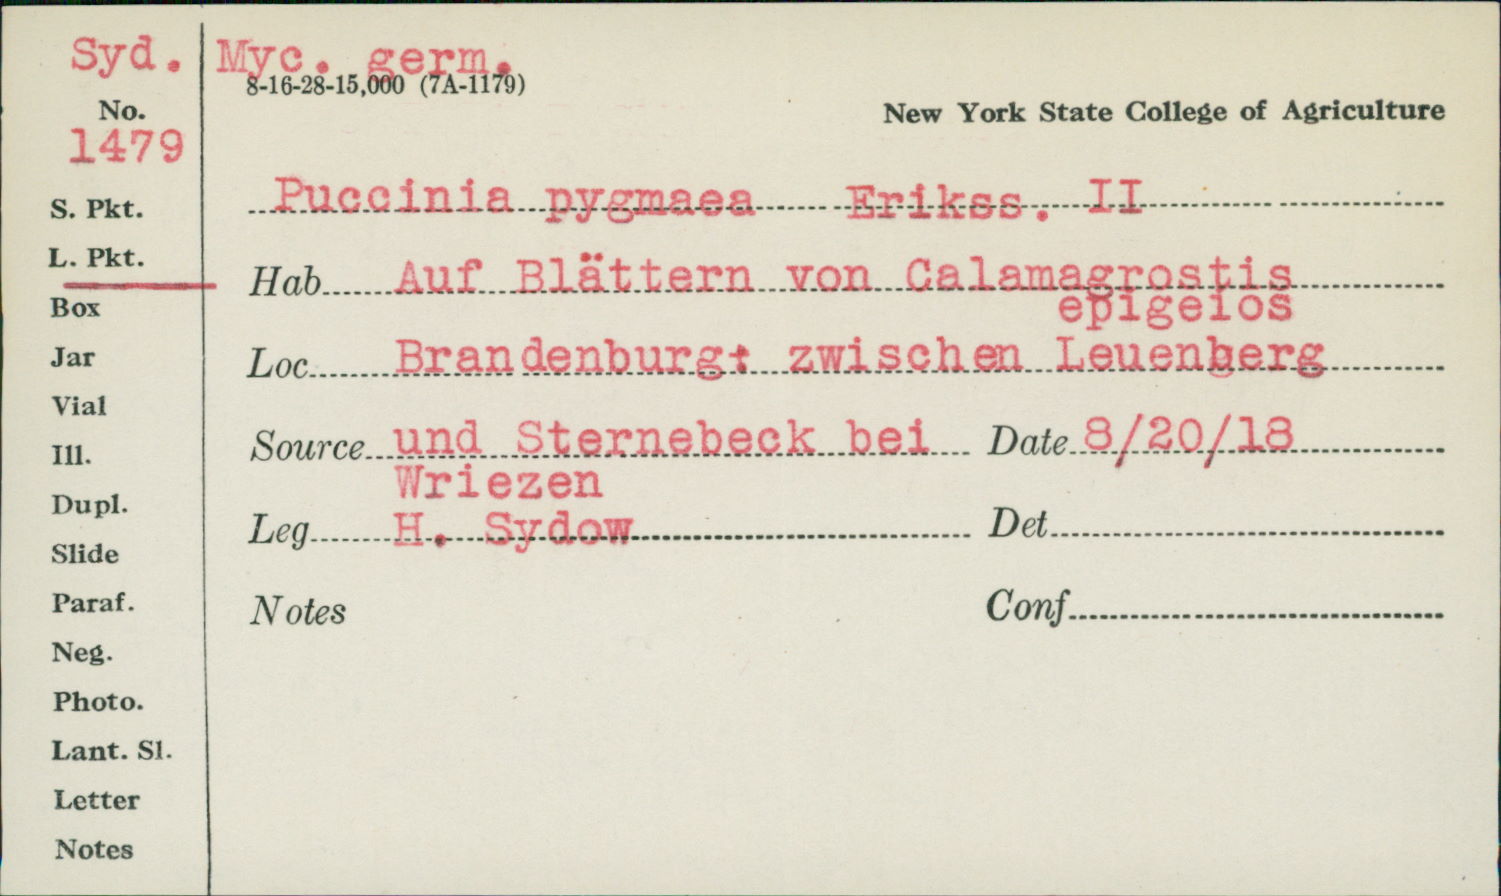 Syd. Myc. germ.
8-16-28-15,000 (7A-1179)
No.
New York State College of Agriculture
1479
Puccinia pygmaea Erikss. II
S. Pkt.
L. Pkt.
Hab Auf Blättern von Calamagrostis
epigeios
Box
Jar
Loc Brandenburg: zwischen Leuenberg
Vial
Source und Sternebeck bei Date 8/20/18
Ill.
Wriezen
Dupl.
Leg H. Sydow Det
Slide
Paraf.
Notes Conf
Neg.
Photo.
Lant. Sl.
Letter
Notes